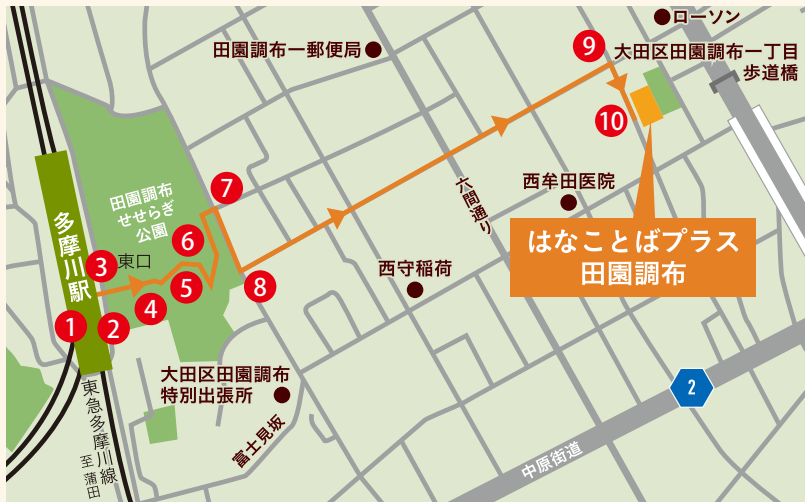 ローソン
田園調布一郵便局
大田区田園調布一丁目
歩道橋
9
10
7
田園調布
せせらぎ
公園
六間通り
西牟田医院
はなことばプラス
田園調布
多摩川駅
3
東口
6
4
5
8
西守稲荷
1
2
大田区田園調布
特別出張所
富士見坂
2
中原街道
東急多摩川線
至 蒲田